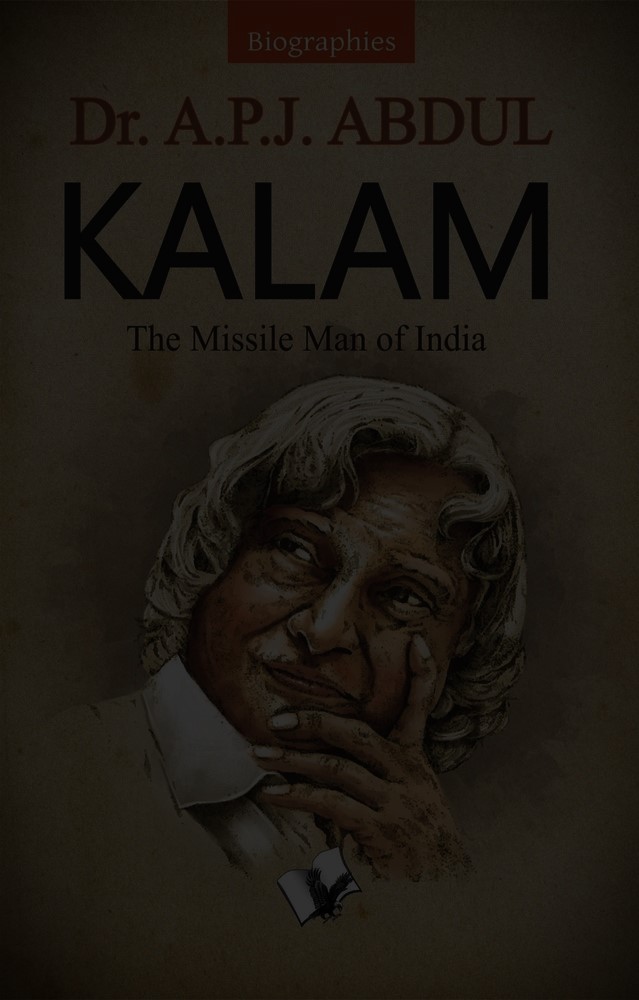 Biographies
Dr. A.P.J. ABDUL
KALAM
The Missile Man of India